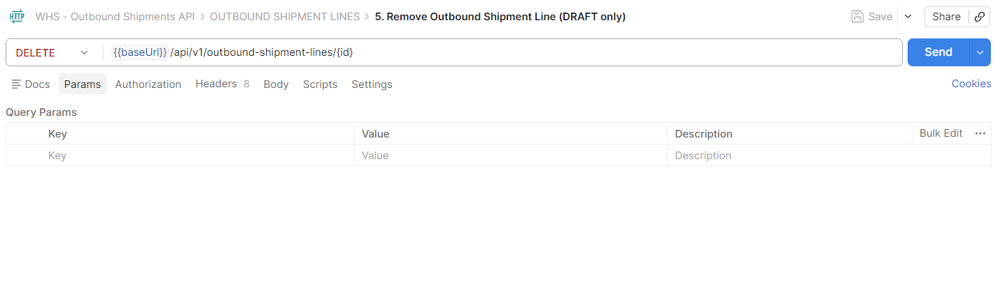 HTTP WHS - Outbound Shipments API > OUTBOUND SHIPMENT LINES > 5. Remove Outbound Shipment Line (DRAFT only) Save Share
DELETE {{baseUrl}} /api/v1/outbound-shipment-lines/{id} Send
Docs Params Authorization Headers 8 Body Scripts Settings Cookies
Query Params
Key Value Description Bulk Edit ...
Key Value Description